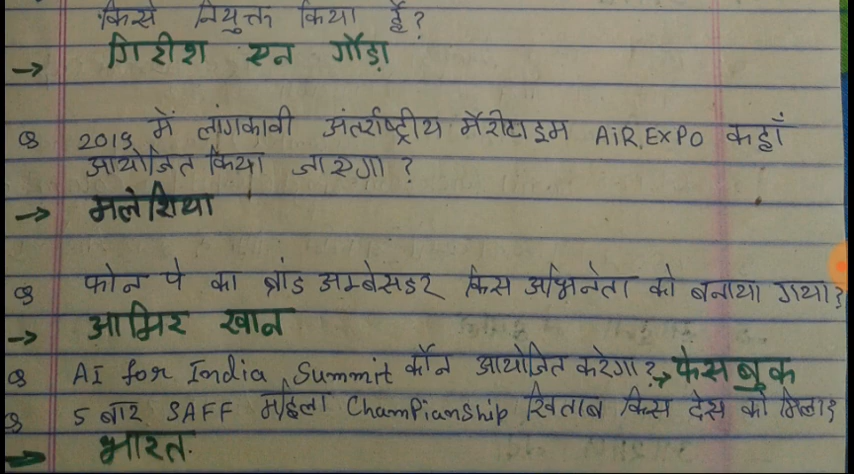 किसे नियुक्त किया है?
→ गिरीश एन गौड़ा
Q 2019 में लांगकावी अंतर्राष्ट्रीय मैरीटाइम AiR, EXPO कहाँ
आयोजित किया जाएगा?
→ मलेशिया
Q फोन पे का ब्रांड अम्बेसडर किस अभिनेता को बनाया गया?
→ आमिर खान
Q AI for India Summit कौन आयोजित करेगा? → फेसबुक
Q 5 बार SAFF महिला Championship खिताब किस देश को मिला?
→ भारत.